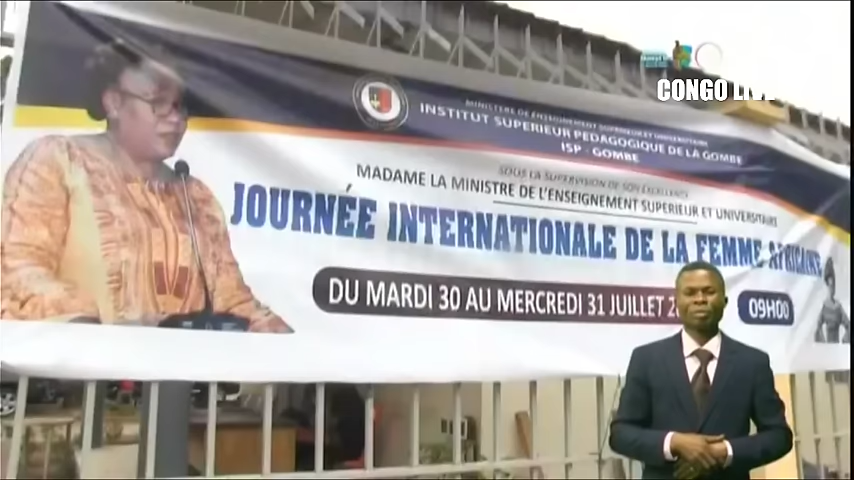 CONGO LIVE
MINISTERE DE ENSEIGNEMENT SUPERIEUR ET UNIVERSITAIRE
INSTITUT SUPERIEUR PEDAGOGIQUE DE LA GOMBE
ISP - GOMBE
SOUS LA SUPERVISION DE SON EXCELLENCE
MADAME LA MINISTRE DE L'ENSEIGNEMENT SUPERIEUR ET UNIVERSITAIRE
JOURNÉE INTERNATIONALE DE LA FEMME AFRICAINE
DU MARDI 30 AU MERCREDI 31 JUILLET
09H00